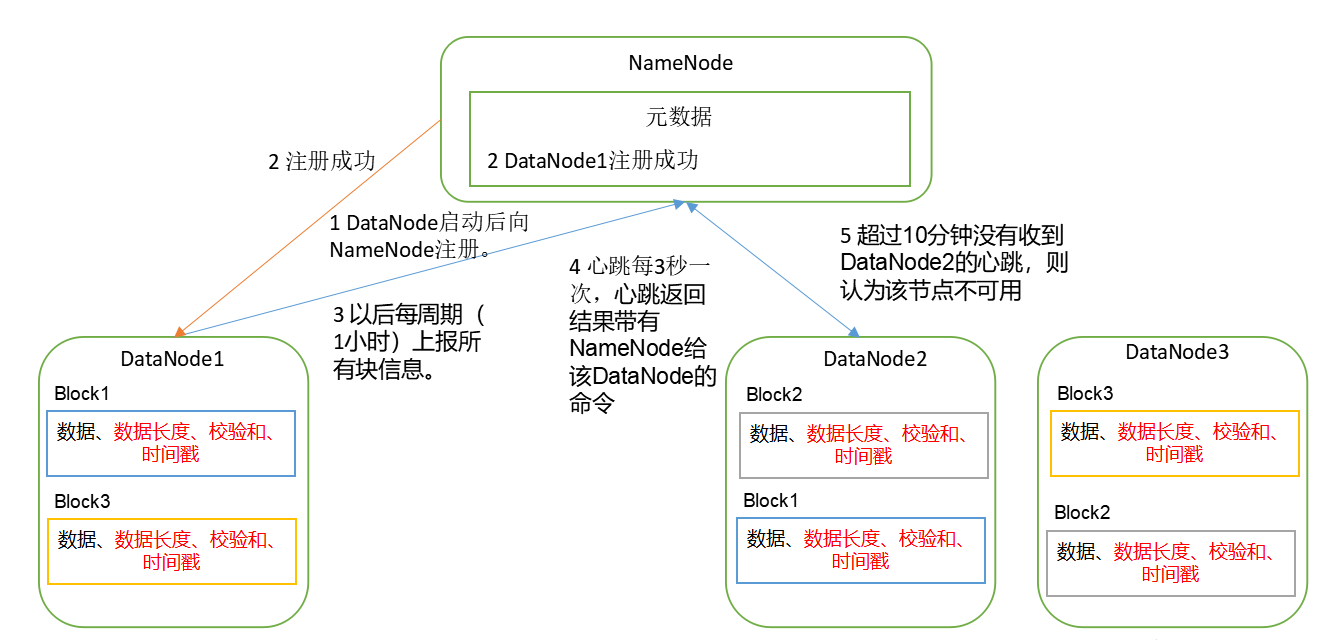 NameNode
元数据
2 DataNode1注册成功
2 注册成功
1 DataNode启动后向
NameNode注册。
3 以后每周期（
1小时）上报所
有块信息。
4 心跳每3秒一
次，心跳返回
结果带有
NameNode给
该DataNode的
命令
5 超过10分钟没有收到
DataNode2的心跳，则
认为该节点不可用
DataNode1
Block1
数据、数据长度、校验和、
时间戳
Block3
数据、数据长度、校验和、
时间戳
DataNode2
Block2
数据、数据长度、校验和、
时间戳
Block1
数据、数据长度、校验和、
时间戳
DataNode3
Block3
数据、数据长度、校验和、
时间戳
Block2
数据、数据长度、校验和、
时间戳